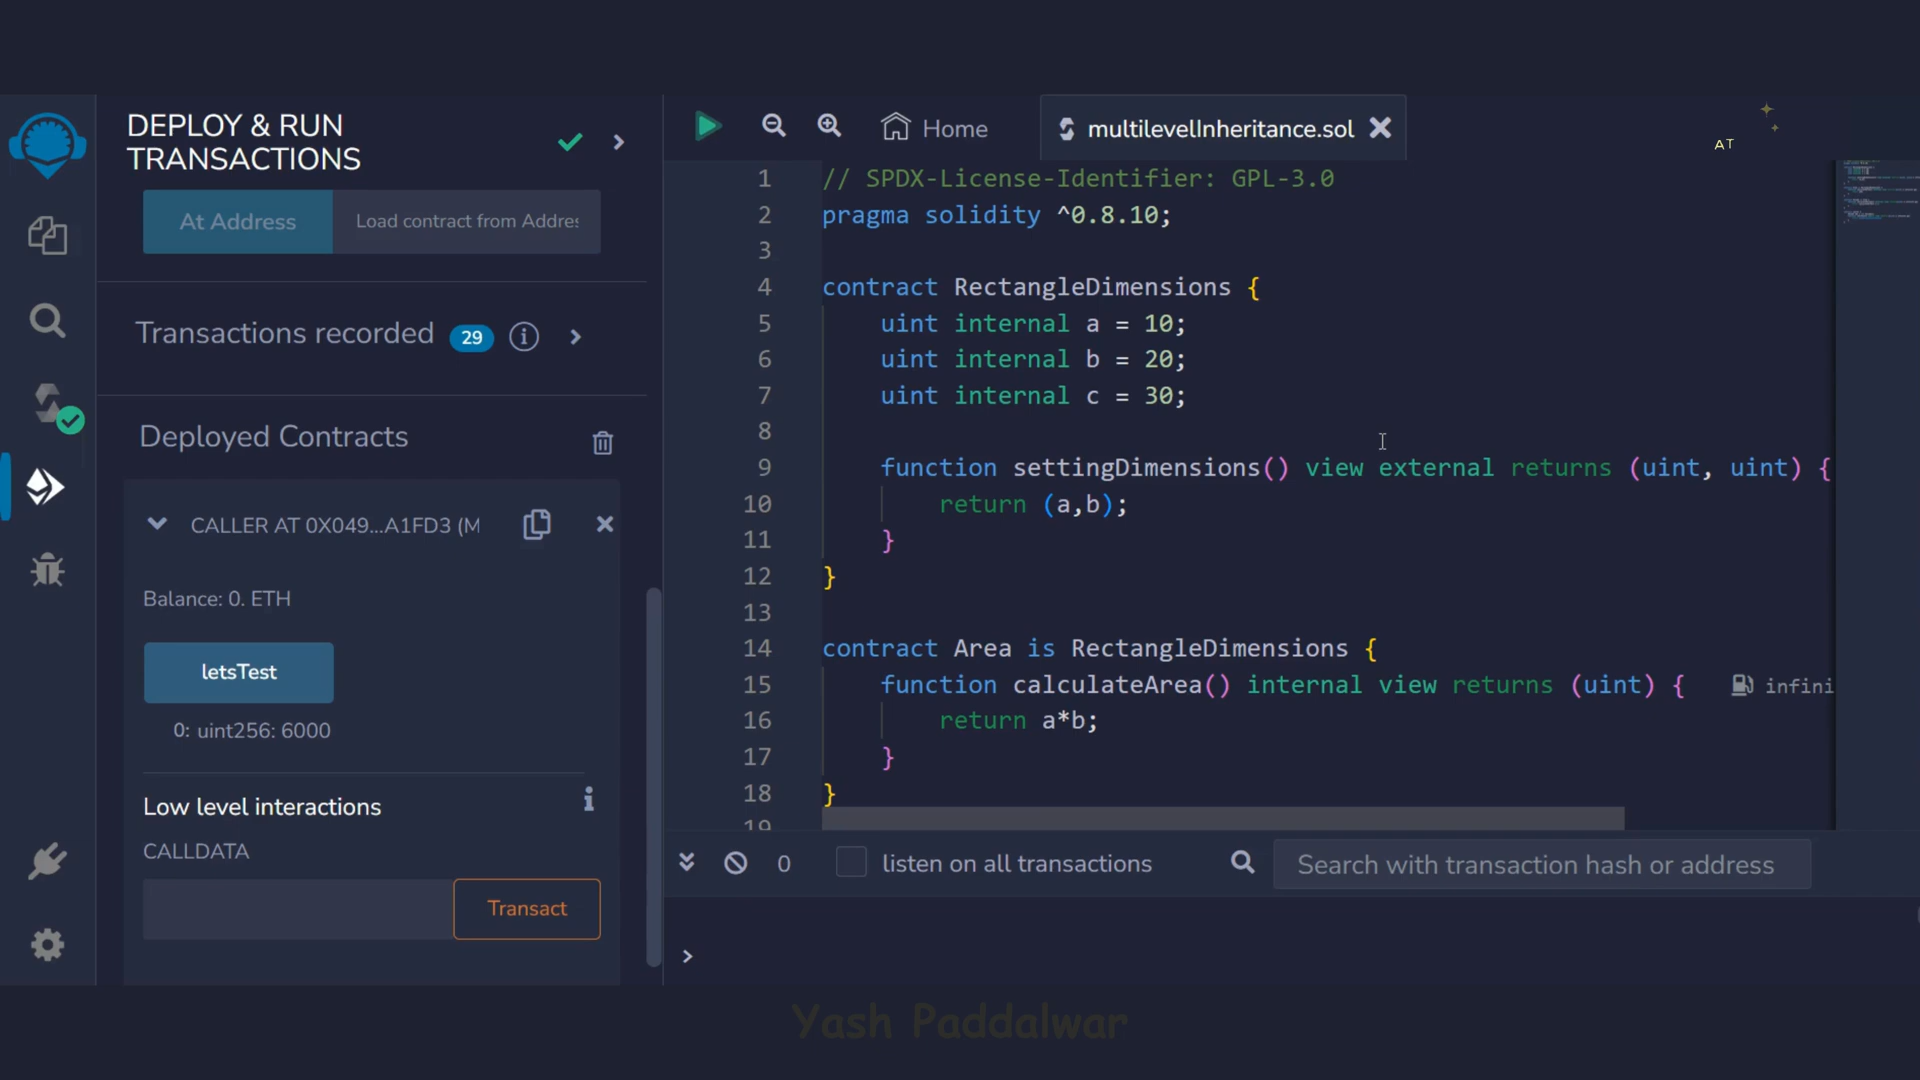 DEPLOY & RUN
TRANSACTIONS
At Address
Load contract from Addres
Transactions recorded 29
Deployed Contracts
CALLER AT 0X049...A1FD3 (M
Balance: 0. ETH
letsTest
0: uint256: 6000
Low level interactions
CALLDATA
Transact
Home
multilevelInheritance.sol
AT
1 // SPDX-License-Identifier: GPL-3.0
2 pragma solidity ^0.8.10;
3
4 contract RectangleDimensions {
5 uint internal a = 10;
6 uint internal b = 20;
7 uint internal c = 30;
8
9 function settingDimensions() view external returns (uint, uint) {
10 return (a,b);
11 }
12 }
13
14 contract Area is RectangleDimensions {
15 function calculateArea() internal view returns (uint) { infini
16 return a*b;
17 }
18 }
19
0 listen on all transactions
Search with transaction hash or address
>
Yash Paddalwar